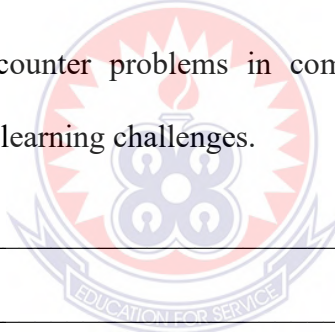 counter problems in com
learning challenges.
EDUCATION FOR SERVICE